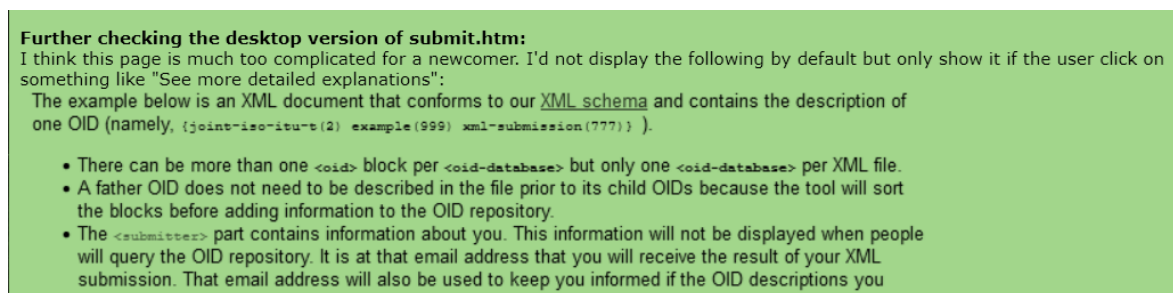 Further checking the desktop version of submit.htm:
I think this page is much too complicated for a newcomer. I'd not display the following by default but only show it if the user click on
something like "See more detailed explanations":
The example below is an XML document that conforms to our XML schema and contains the description of
one OID (namely, {joint-iso-itu-t(2) example(999) xml-submission(777)} ).
• There can be more than one <oid> block per <oid-database> but only one <oid-database> per XML file.
• A father OID does not need to be described in the file prior to its child OIDs because the tool will sort
the blocks before adding information to the OID repository.
• The <submitter> part contains information about you. This information will not be displayed when people
will query the OID repository. It is at that email address that you will receive the result of your XML
submission. That email address will also be used to keep you informed if the OID descriptions you